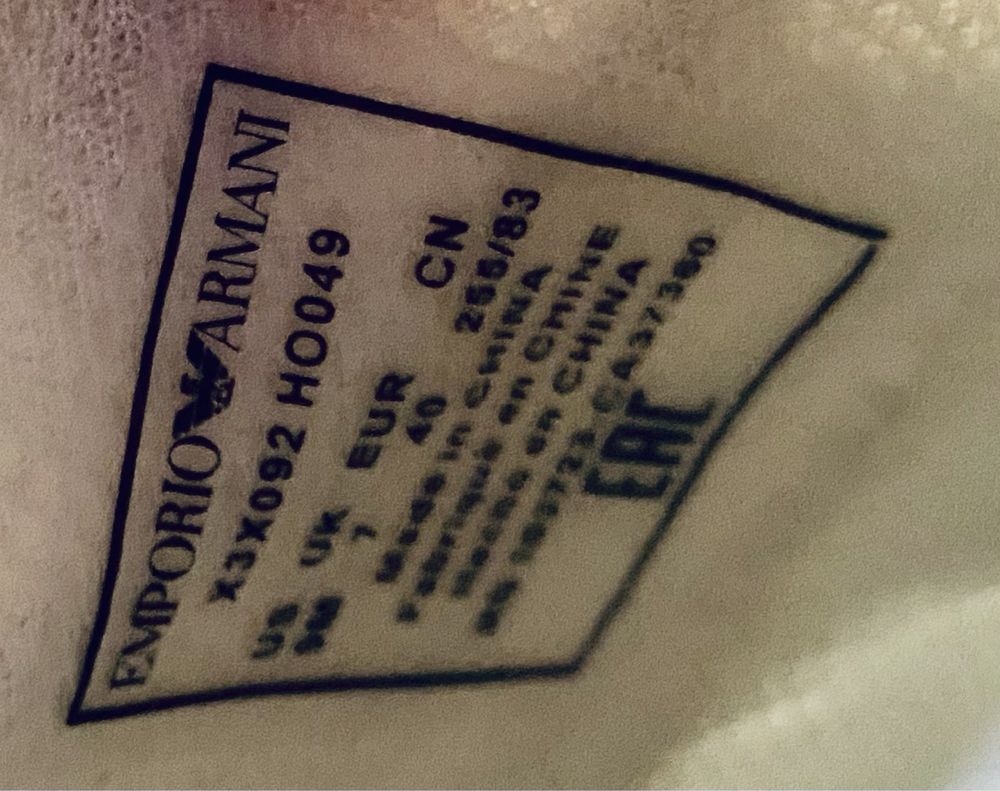 EMPORIO ARMANI
X3X092 HO049
US UK EUR CN
7 40 255/83
Made in CHINA
Fabriqué en CHINE
Hecho en CHINA
CA37380
EAC